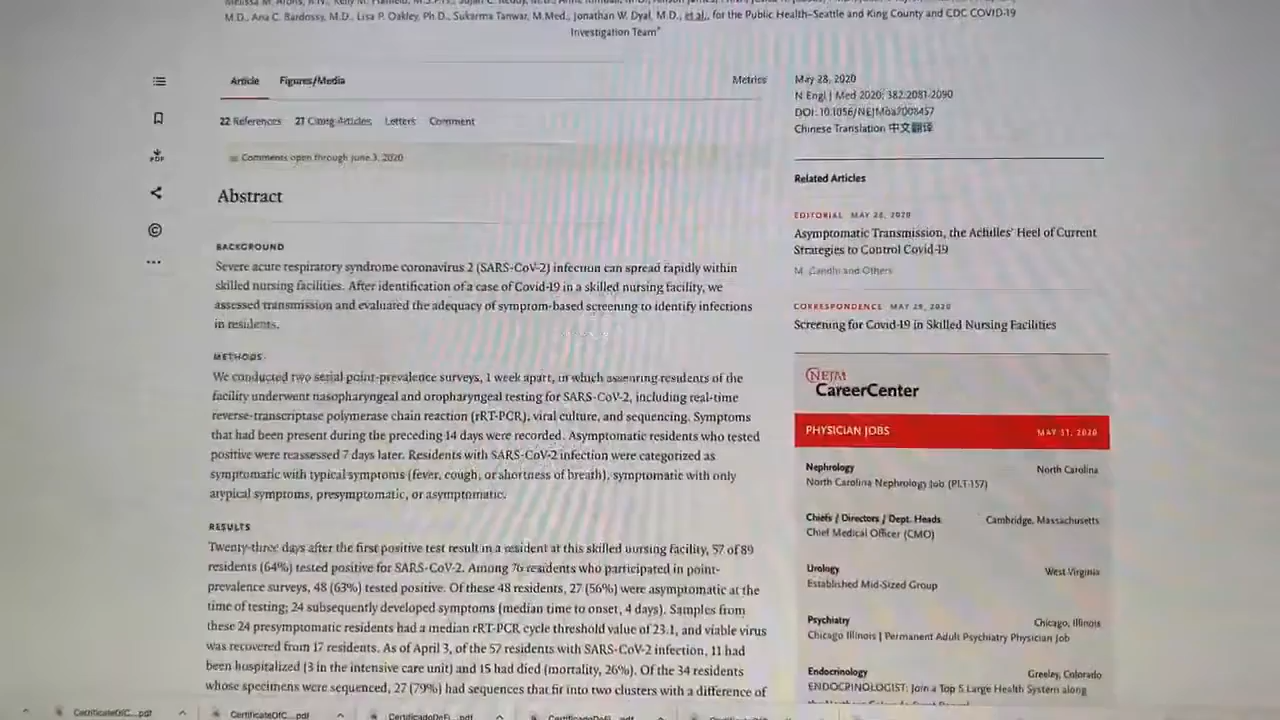 M.D., Ana C. Bardossy, M.D., Lisa P. Oakley, Ph.D., Sukarma Tanwar, M.Med., Jonathan W. Dyal, M.D., et al., for the Public Health–Seattle and King County and CDC COVID-19
Investigation Team*
Article Figures/Media Metrics
22 References 27 Citing Articles Letters Comment
Comments open through June 3, 2020
Abstract
BACKGROUND
Severe acute respiratory syndrome coronavirus 2 (SARS-CoV-2) infection can spread rapidly within
skilled nursing facilities. After identification of a case of Covid-19 in a skilled nursing facility, we
assessed transmission and evaluated the adequacy of symptom-based screening to identify infections
in residents.
METHODS
We conducted two serial point-prevalence surveys, 1 week apart, in which assenting residents of the
facility underwent nasopharyngeal and oropharyngeal testing for SARS-CoV-2, including real-time
reverse-transcriptase polymerase chain reaction (rRT-PCR), viral culture, and sequencing. Symptoms
that had been present during the preceding 14 days were recorded. Asymptomatic residents who tested
positive were reassessed 7 days later. Residents with SARS-CoV-2 infection were categorized as
symptomatic with typical symptoms (fever, cough, or shortness of breath), symptomatic with only
atypical symptoms, presymptomatic, or asymptomatic.
RESULTS
Twenty-three days after the first positive test result in a resident at this skilled nursing facility, 57 of 89
residents (64%) tested positive for SARS-CoV-2. Among 76 residents who participated in point-
prevalence surveys, 48 (63%) tested positive. Of these 48 residents, 27 (56%) were asymptomatic at the
time of testing; 24 subsequently developed symptoms (median time to onset, 4 days). Samples from
these 24 presymptomatic residents had a median rRT-PCR cycle threshold value of 23.1, and viable virus
was recovered from 17 residents. As of April 3, of the 57 residents with SARS-CoV-2 infection, 11 had
been hospitalized (3 in the intensive care unit) and 15 had died (mortality, 26%). Of the 34 residents
whose specimens were sequenced, 27 (79%) had sequences that fit into two clusters with a difference of
May 28, 2020
N Engl J Med 2020; 382:2081-2090
DOI: 10.1056/NEJMoa2008457
Chinese Translation 中文翻译
Related Articles
EDITORIAL MAY 28, 2020
Asymptomatic Transmission, the Achilles' Heel of Current
Strategies to Control Covid-19
M. Gandhi and Others
CORRESPONDENCE MAY 29, 2020
Screening for Covid-19 in Skilled Nursing Facilities
NEJM
CareerCenter
PHYSICIAN JOBS MAY 31, 2020
Nephrology North Carolina
North Carolina Nephrology Job (PLT-157)
Chiefs / Directors / Dept. Heads Cambridge, Massachusetts
Chief Medical Officer (CMO)
Urology West Virginia
Established Mid-Sized Group
Psychiatry Chicago, Illinois
Chicago Illinois | Permanent Adult Psychiatry Physician Job
Endocrinology Greeley, Colorado
ENDOCRINOLOGIST: Join a Top 5 Large Health System along
CertificateOfC....pdf CertificateOfC....pdf CertificadoDeFi....pdf CertificadoDeFi....pdf CertificateOfC....pdf